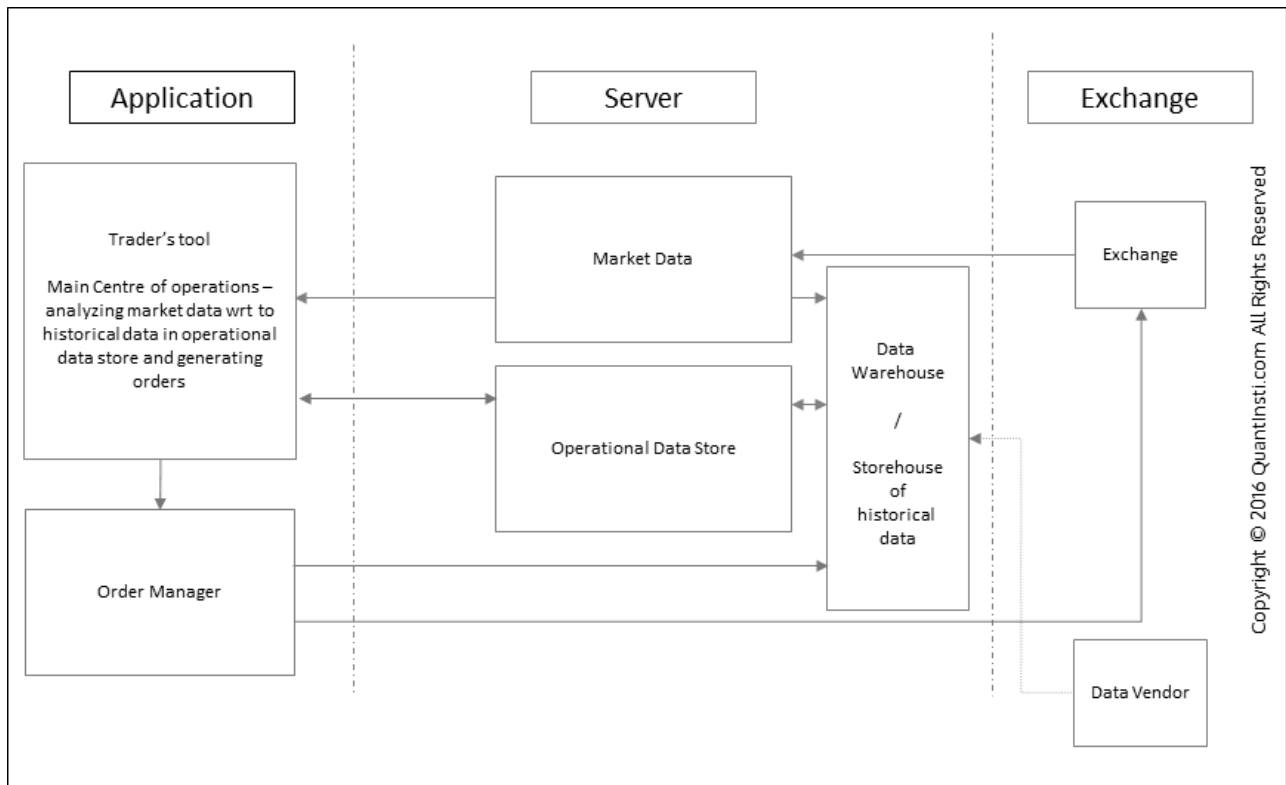 Application
Server
Exchange
Trader's tool
Main Centre of operations –
analyzing market data wrt to
historical data in operational
data store and generating
orders
Market Data
Exchange
Data
Warehouse
/
Storehouse
of
historical
data
Operational Data Store
Order Manager
Data Vendor
Copyright © 2016 QuantInsti.com All Rights Reserved